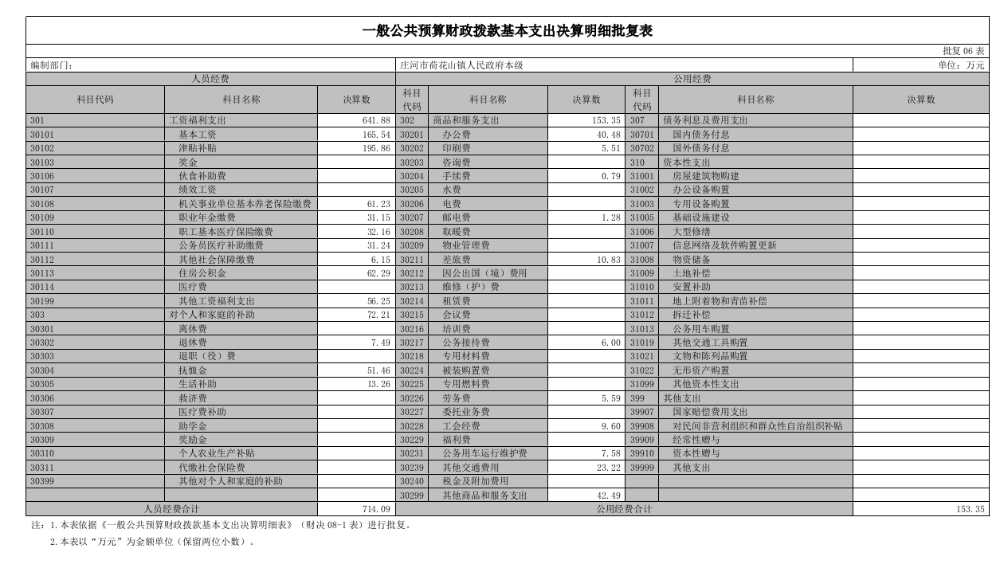 一般公共预算财政拨款基本支出决算明细批复表
批复 06 表
编制部门: 庄河市荷花山镇人民政府本级 单位: 万元
人员经费 公用经费
科目代码 科目名称 决算数 科目代码 科目名称 决算数 科目代码 科目名称 决算数
301 工资福利支出 641.88 302 商品和服务支出 153.35 307 债务利息及费用支出
30101 基本工资 165.54 30201 办公费 40.48 30701 国内债务付息
30102 津贴补贴 195.86 30202 印刷费 5.51 30702 国外债务付息
30103 奖金 30203 咨询费 310 资本性支出
30106 伙食补助费 30204 手续费 0.79 31001 房屋建筑物购建
30107 绩效工资 30205 水费 31002 办公设备购置
30108 机关事业单位基本养老保险缴费 61.23 30206 电费 31003 专用设备购置
30109 职业年金缴费 31.15 30207 邮电费 1.28 31005 基础设施建设
30110 职工基本医疗保险缴费 32.16 30208 取暖费 31006 大型修缮
30111 公务员医疗补助缴费 31.24 30209 物业管理费 31007 信息网络及软件购置更新
30112 其他社会保障缴费 6.15 30211 差旅费 10.83 31008 物资储备
30113 住房公积金 62.29 30212 因公出国（境）费用 31009 土地补偿
30114 医疗费 30213 维修（护）费 31010 安置补助
30199 其他工资福利支出 56.25 30214 租赁费 31011 地上附着物和青苗补偿
303 对个人和家庭的补助 72.21 30215 会议费 31012 拆迁补偿
30301 离休费 30216 培训费 31013 公务用车购置
30302 退休费 7.49 30217 公务接待费 6.00 31019 其他交通工具购置
30303 退职（役）费 30218 专用材料费 31021 文物和陈列品购置
30304 抚恤金 51.46 30224 被装购置费 31022 无形资产购置
30305 生活补助 13.26 30225 专用燃料费 31099 其他资本性支出
30306 救济费 30226 劳务费 5.59 399 其他支出
30307 医疗费补助 30227 委托业务费 39907 国家赔偿费用支出
30308 助学金 30228 工会经费 9.60 39908 对民间非营利组织和群众性自治组织补贴
30309 奖励金 30229 福利费 39909 经常性赠与
30310 个人农业生产补贴 30231 公务用车运行维护费 7.58 39910 资本性赠与
30311 代缴社会保险费 30239 其他交通费用 23.22 39999 其他支出
30399 其他对个人和家庭的补助 30240 税金及附加费用
30299 其他商品和服务支出 42.49
人员经费合计 714.09 公用经费合计 153.35
注: 1.本表依据《一般公共预算财政拨款基本支出决算明细表》（财决 08-1 表）进行批复。
2.本表以“万元”为金额单位（保留两位小数）。